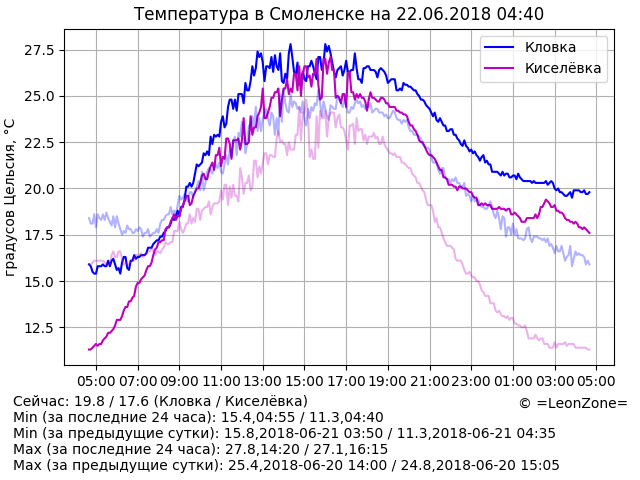 Температура в Смоленске на 22.06.2018 04:40
градусов Цельсия, °C
27.5
25.0
22.5
20.0
17.5
15.0
12.5
Кловка
Киселёвка
05:00 07:00 09:00 11:00 13:00 15:00 17:00 19:00 21:00 23:00 01:00 03:00 05:00
© =LeonZone=
Сейчас: 19.8 / 17.6 (Кловка / Киселёвка)
Min (за последние 24 часа): 15.4,04:55 / 11.3,04:40
Min (за предыдущие сутки): 15.8,2018-06-21 03:50 / 11.3,2018-06-21 04:35
Max (за последние 24 часа): 27.8,14:20 / 27.1,16:15
Max (за предыдущие сутки): 25.4,2018-06-20 14:00 / 24.8,2018-06-20 15:05